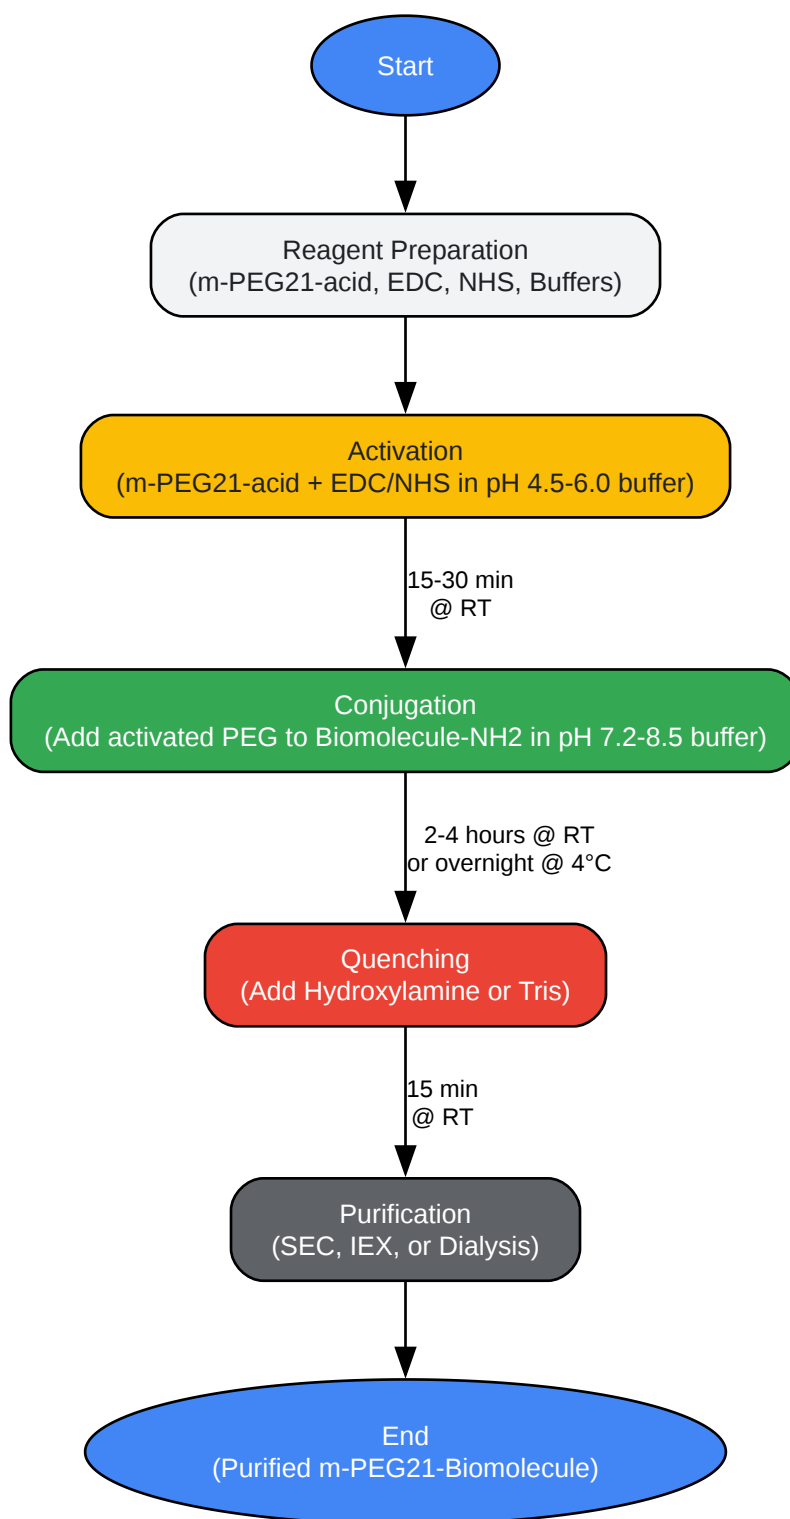 Start
Reagent Preparation
(m-PEG21-acid, EDC, NHS, Buffers)
Activation
(m-PEG21-acid + EDC/NHS in pH 4.5-6.0 buffer)
15-30 min
@ RT
Conjugation
(Add activated PEG to Biomolecule-NH2 in pH 7.2-8.5 buffer)
2-4 hours @ RT
or overnight @ 4°C
Quenching
(Add Hydroxylamine or Tris)
15 min
@ RT
Purification
(SEC, IEX, or Dialysis)
End
(Purified m-PEG21-Biomolecule)